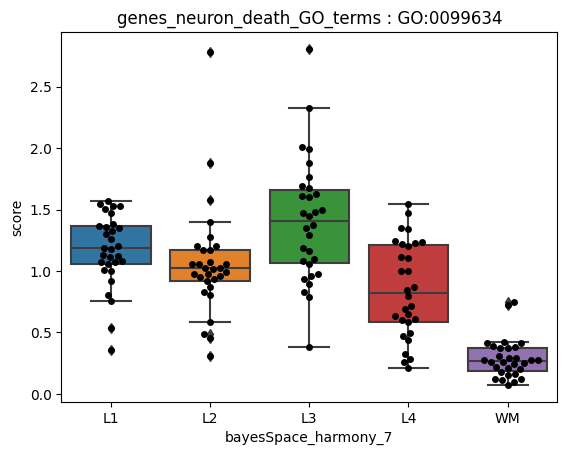 genes_neuron_death_GO_terms : GO:0099634
score
2.5
2.0
1.5
1.0
0.5
0.0
L1 L2 L3 L4 WM
bayesSpace_harmony_7